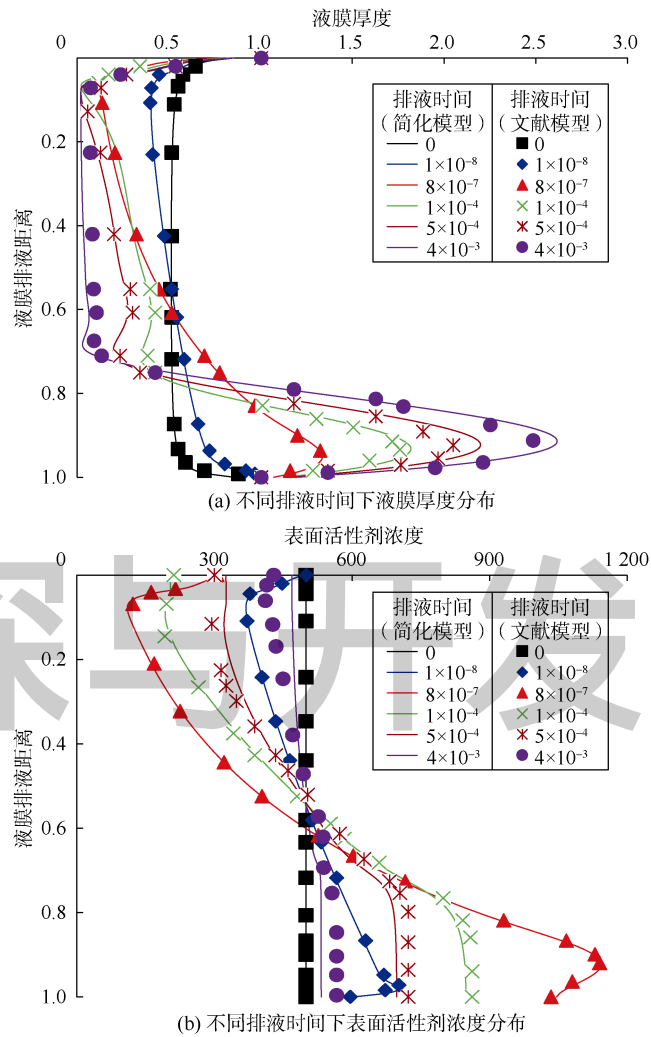 液膜厚度
0 0.5 1.0 1.5 2.0 2.5 3.0
0.2
0.4
0.6
0.8
1.0
液膜排液距离
排液时间 排液时间
(简化模型) (文献模型)
0 0
1×10⁻⁸ 1×10⁻⁸
8×10⁻⁷ 8×10⁻⁷
1×10⁻⁴ 1×10⁻⁴
5×10⁻⁴ 5×10⁻⁴
4×10⁻³ 4×10⁻³
(a) 不同排液时间下液膜厚度分布
表面活性剂浓度
0 300 600 900 1 200
0.2
0.4
0.6
0.8
1.0
液膜排液距离
排液时间 排液时间
(简化模型) (文献模型)
0 0
1×10⁻⁸ 1×10⁻⁸
8×10⁻⁷ 8×10⁻⁷
1×10⁻⁴ 1×10⁻⁴
5×10⁻⁴ 5×10⁻⁴
4×10⁻³ 4×10⁻³
(b) 不同排液时间下表面活性剂浓度分布
深与开发